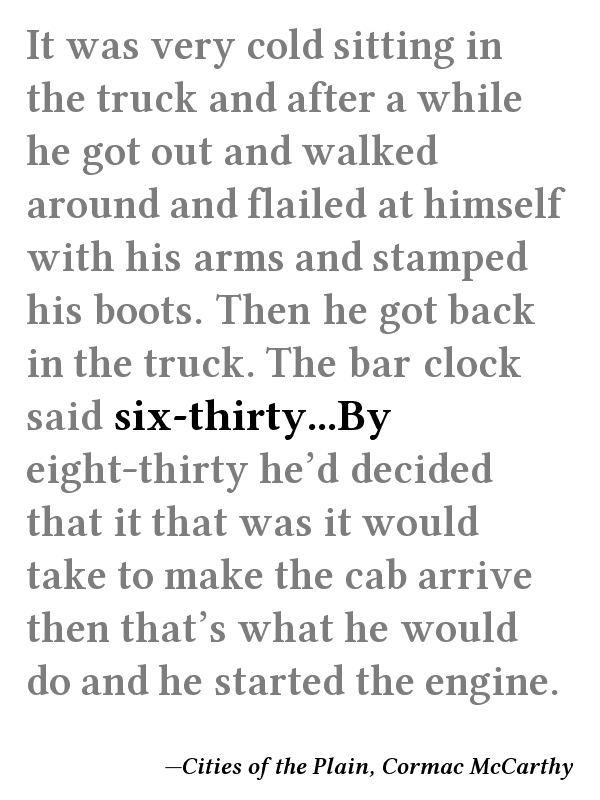 It was very cold sitting in
the truck and after a while
he got out and walked
around and flailed at himself
with his arms and stamped
his boots. Then he got back
in the truck. The bar clock
said six-thirty...By
eight-thirty he’d decided
that it that was it would
take to make the cab arrive
then that’s what he would
do and he started the engine.
—Cities of the Plain, Cormac McCarthy